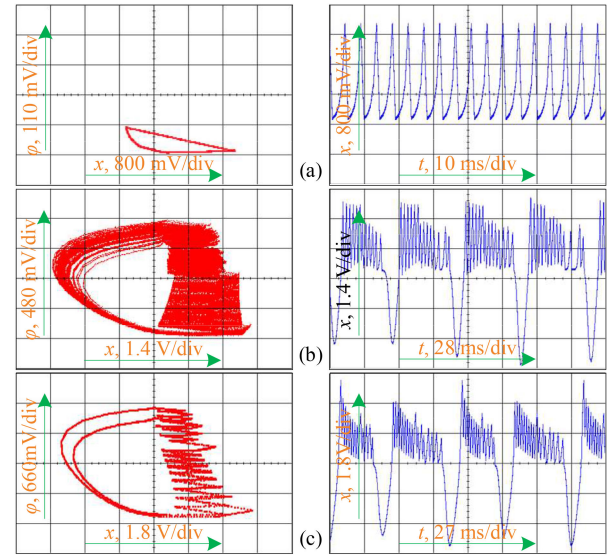 φ, 110 mV/div
x, 800 mV/div
(a)
x, 800 mV/div
t, 10 ms/div
φ, 480 mV/div
x, 1.4 V/div
(b)
x, 1.4 V/div
t, 28 ms/div
φ, 660mV/div
x, 1.8 V/div
(c)
x, 1.8V/div
t, 27 ms/div